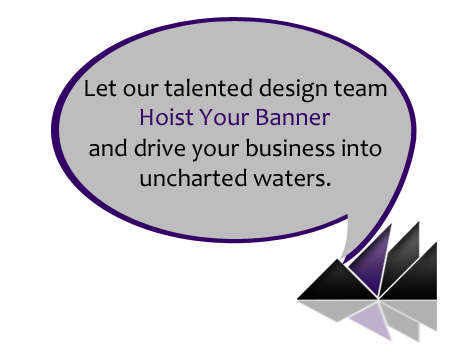 Let our talented design team
Hoist Your Banner
and drive your business into
uncharted waters.